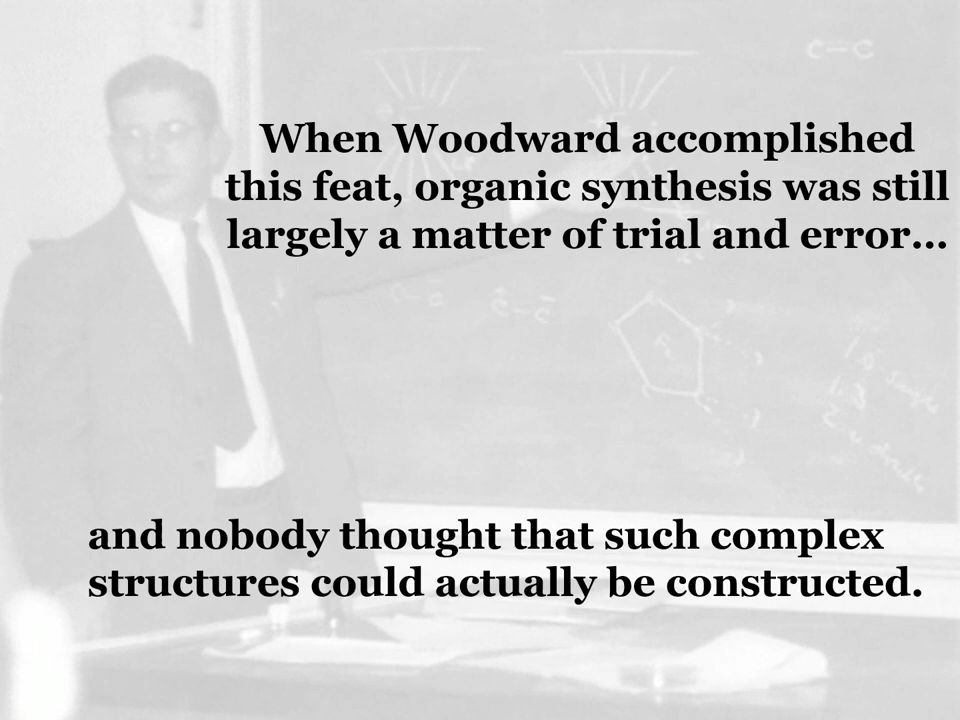 C–C
When Woodward accomplished
this feat, organic synthesis was still
largely a matter of trial and error...
and nobody thought that such complex
structures could actually be constructed.